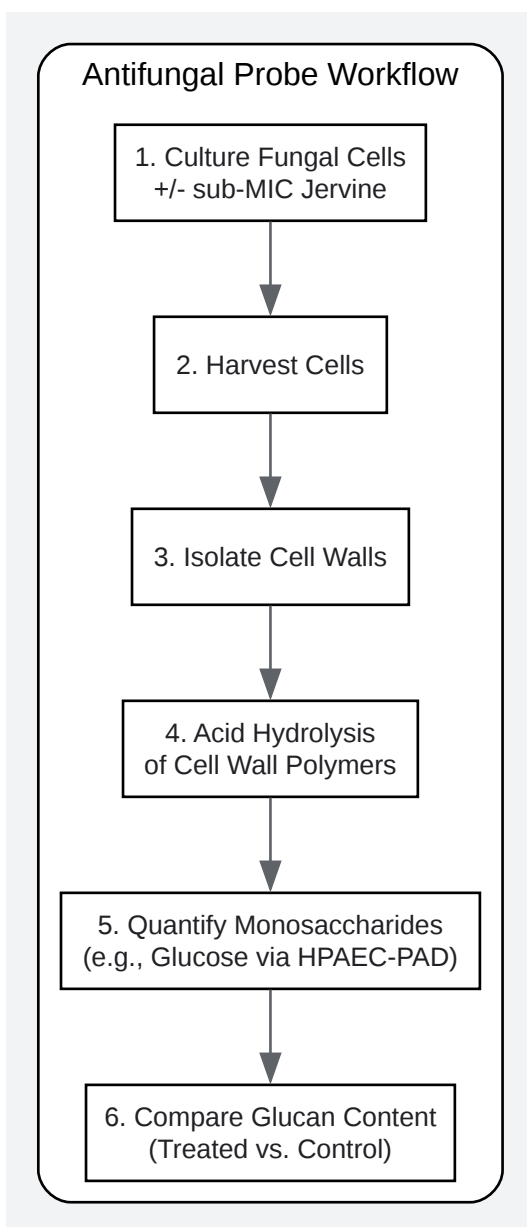 Antifungal Probe Workflow
1. Culture Fungal Cells
+/- sub-MIC Jervine
2. Harvest Cells
3. Isolate Cell Walls
4. Acid Hydrolysis
of Cell Wall Polymers
5. Quantify Monosaccharides
(e.g., Glucose via HPAEC-PAD)
6. Compare Glucan Content
(Treated vs. Control)